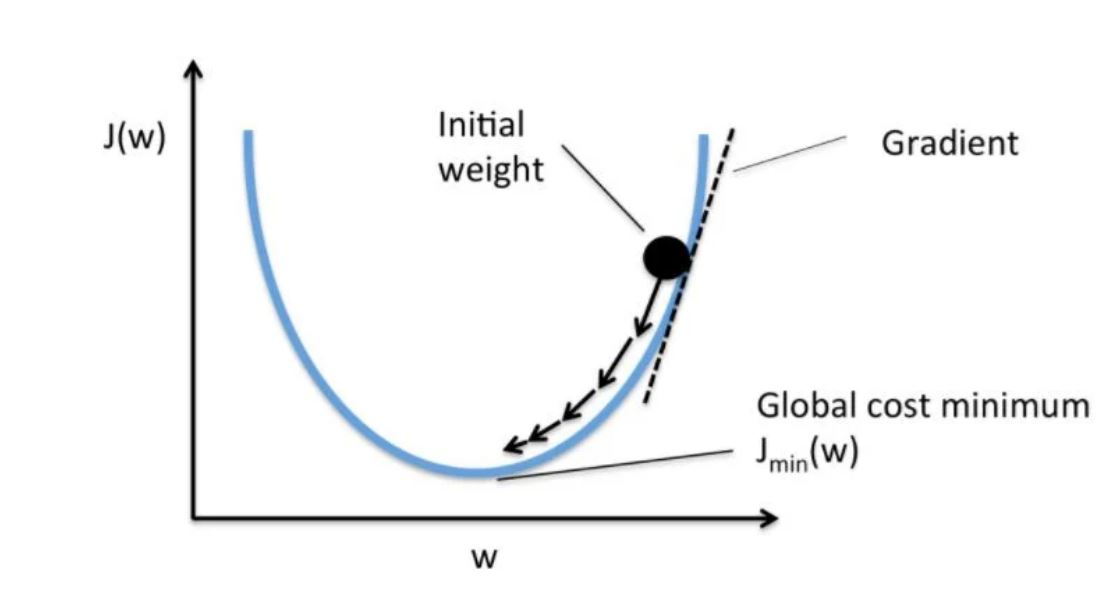 J(w)
Initial
weight
Gradient
Global cost minimum
Jmin(w)
w